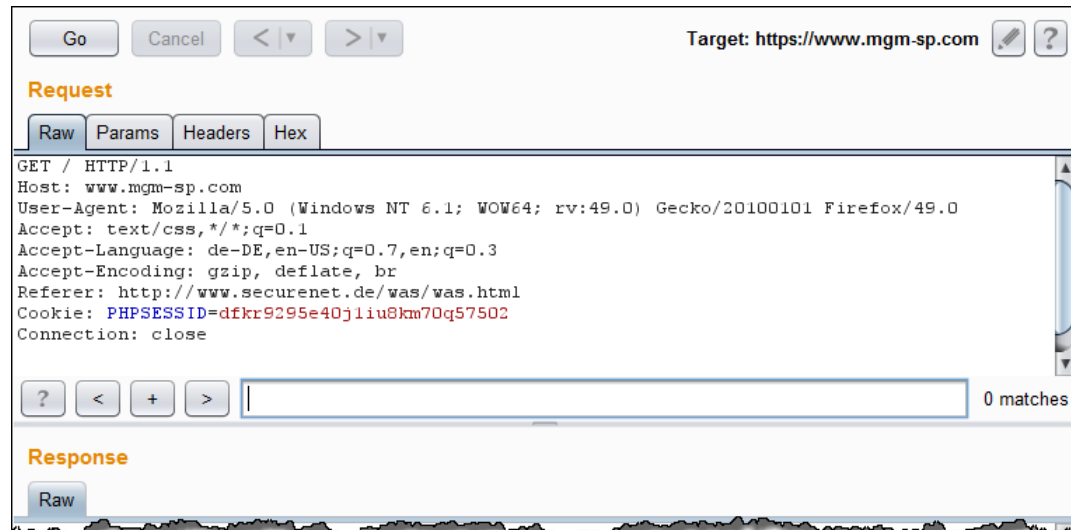 Go Cancel < > Target: https://www.mgm-sp.com ?
Request
Raw Params Headers Hex
GET / HTTP/1.1
Host: www.mgm-sp.com
User-Agent: Mozilla/5.0 (Windows NT 6.1; WOW64; rv:49.0) Gecko/20100101 Firefox/49.0
Accept: text/css,*/*;q=0.1
Accept-Language: de-DE,en-US;q=0.7,en;q=0.3
Accept-Encoding: gzip, deflate, br
Referer: http://www.securenet.de/was/was.html
Cookie: PHPSESSID=dfkr9295e40j1iu8km70q57502
Connection: close
? < + > 0 matches
Response
Raw